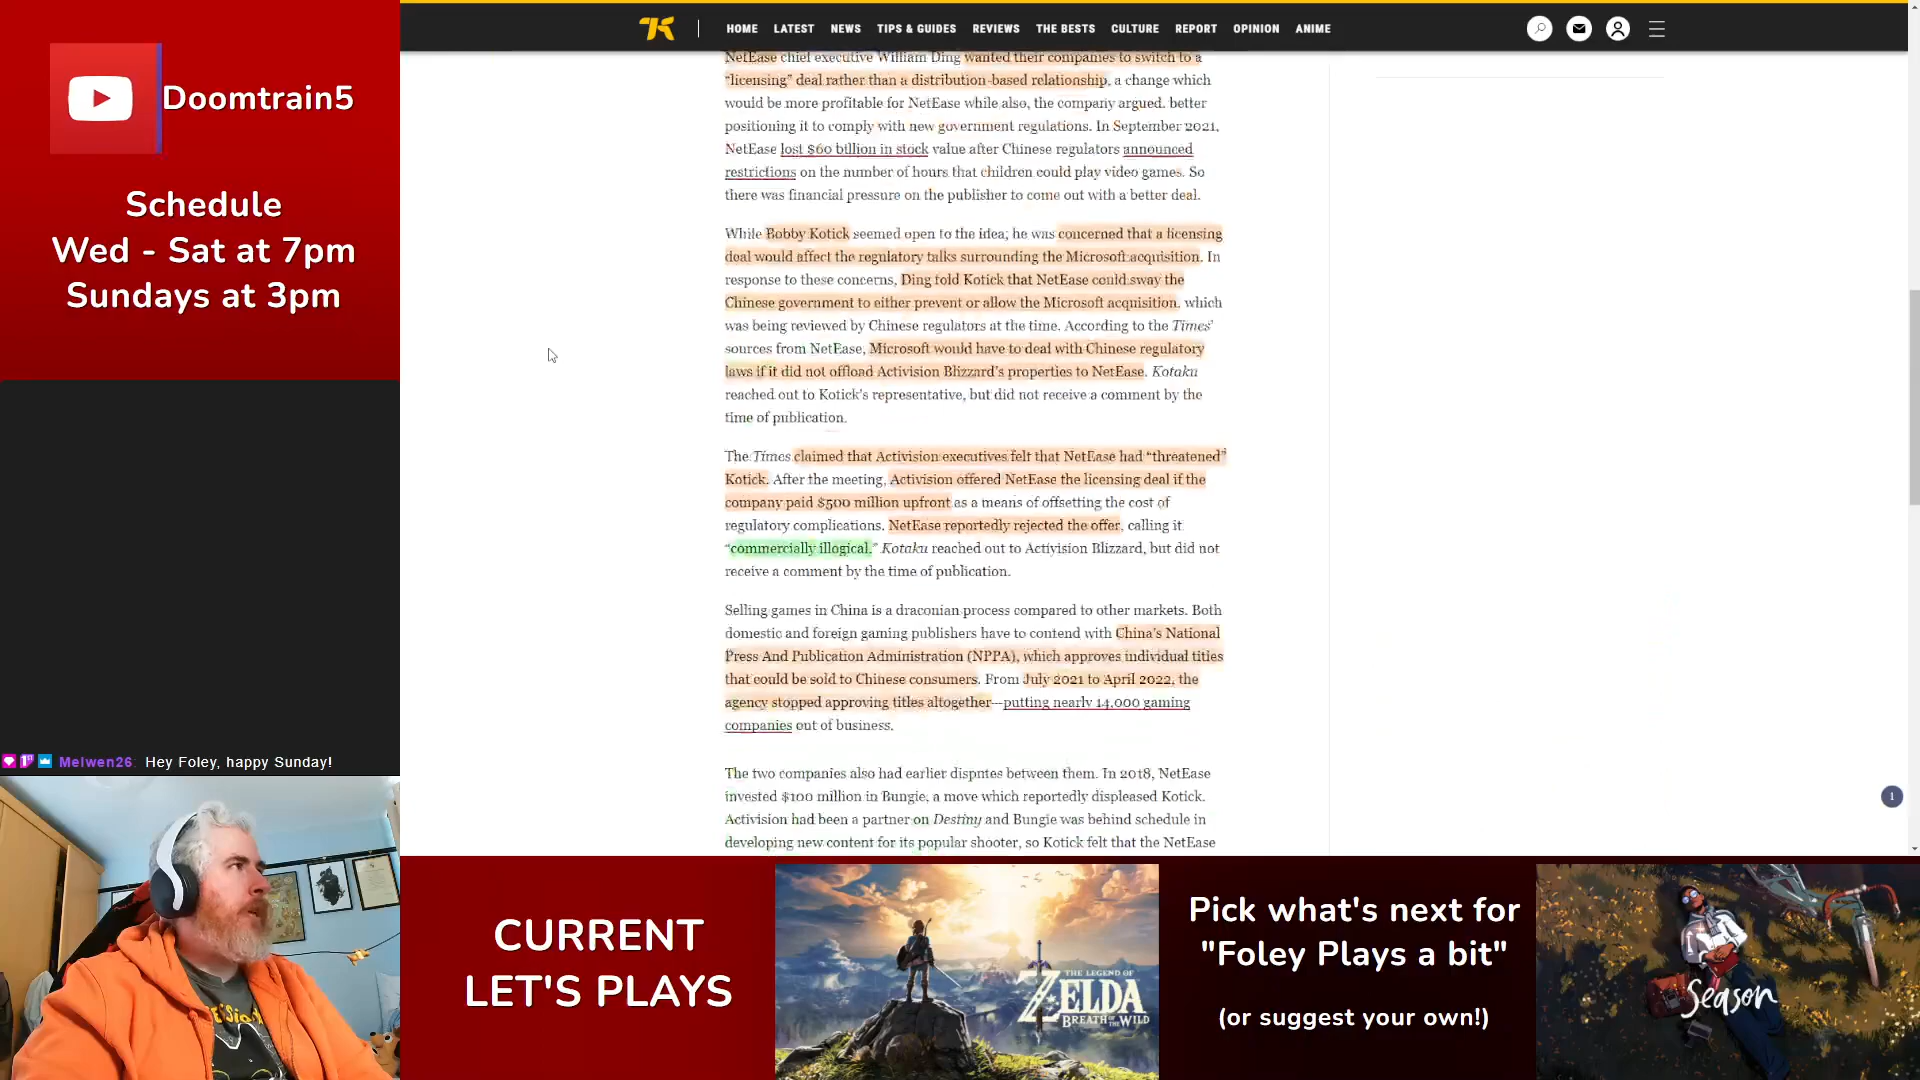 Doomtrain5
Schedule
Wed - Sat at 7pm
Sundays at 3pm
Melwen26: Hey Foley, happy Sunday!
HOME LATEST NEWS TIPS & GUIDES REVIEWS THE BESTS CULTURE REPORT OPINION ANIME
NetEase chief executive William Ding wanted their companies to switch to a
"licensing" deal rather than a distribution-based relationship, a change which
would be more profitable for NetEase while also, the company argued. better
positioning it to comply with new government regulations. In September 2021,
NetEase lost $60 billion in stock value after Chinese regulators announced
restrictions on the number of hours that children could play video games. So
there was financial pressure on the publisher to come out with a better deal.
While Bobby Kotick seemed open to the idea; he was concerned that a licensing
deal would affect the regulatory talks surrounding the Microsoft acquisition. In
response to these concerns, Ding told Kotick that NetEase could sway the
Chinese government to either prevent or allow the Microsoft acquisition, which
was being reviewed by Chinese regulators at the time. According to the Times'
sources from NetEase, Microsoft would have to deal with Chinese regulatory
laws if it did not offload Activision Blizzard's properties to NetEase. Kotaku
reached out to Kotick's representative, but did not receive a comment by the
time of publication.
The Times claimed that Activision executives felt that NetEase had "threatened"
Kotick. After the meeting, Activision offered NetEase the licensing deal if the
company paid $500 million upfront as a means of offsetting the cost of
regulatory complications. NetEase reportedly rejected the offer, calling it
"commercially illogical." Kotaku reached out to Activision Blizzard, but did not
receive a comment by the time of publication.
Selling games in China is a draconian process compared to other markets. Both
domestic and foreign gaming publishers have to contend with China's National
Press And Publication Administration (NPPA), which approves individual titles
that could be sold to Chinese consumers. From July 2021 to April 2022, the
agency stopped approving titles altogether—putting nearly 14,000 gaming
companies out of business.
The two companies also had earlier disputes between them. In 2018, NetEase
invested $100 million in Bungie, a move which reportedly displeased Kotick.
Activision had been a partner on Destiny and Bungie was behind schedule in
developing new content for its popular shooter, so Kotick felt that the NetEase
1
CURRENT
LET'S PLAYS
THE LEGEND OF
ZELDA
BREATH OF THE WILD
Pick what's next for
"Foley Plays a bit"
(or suggest your own!)
Season